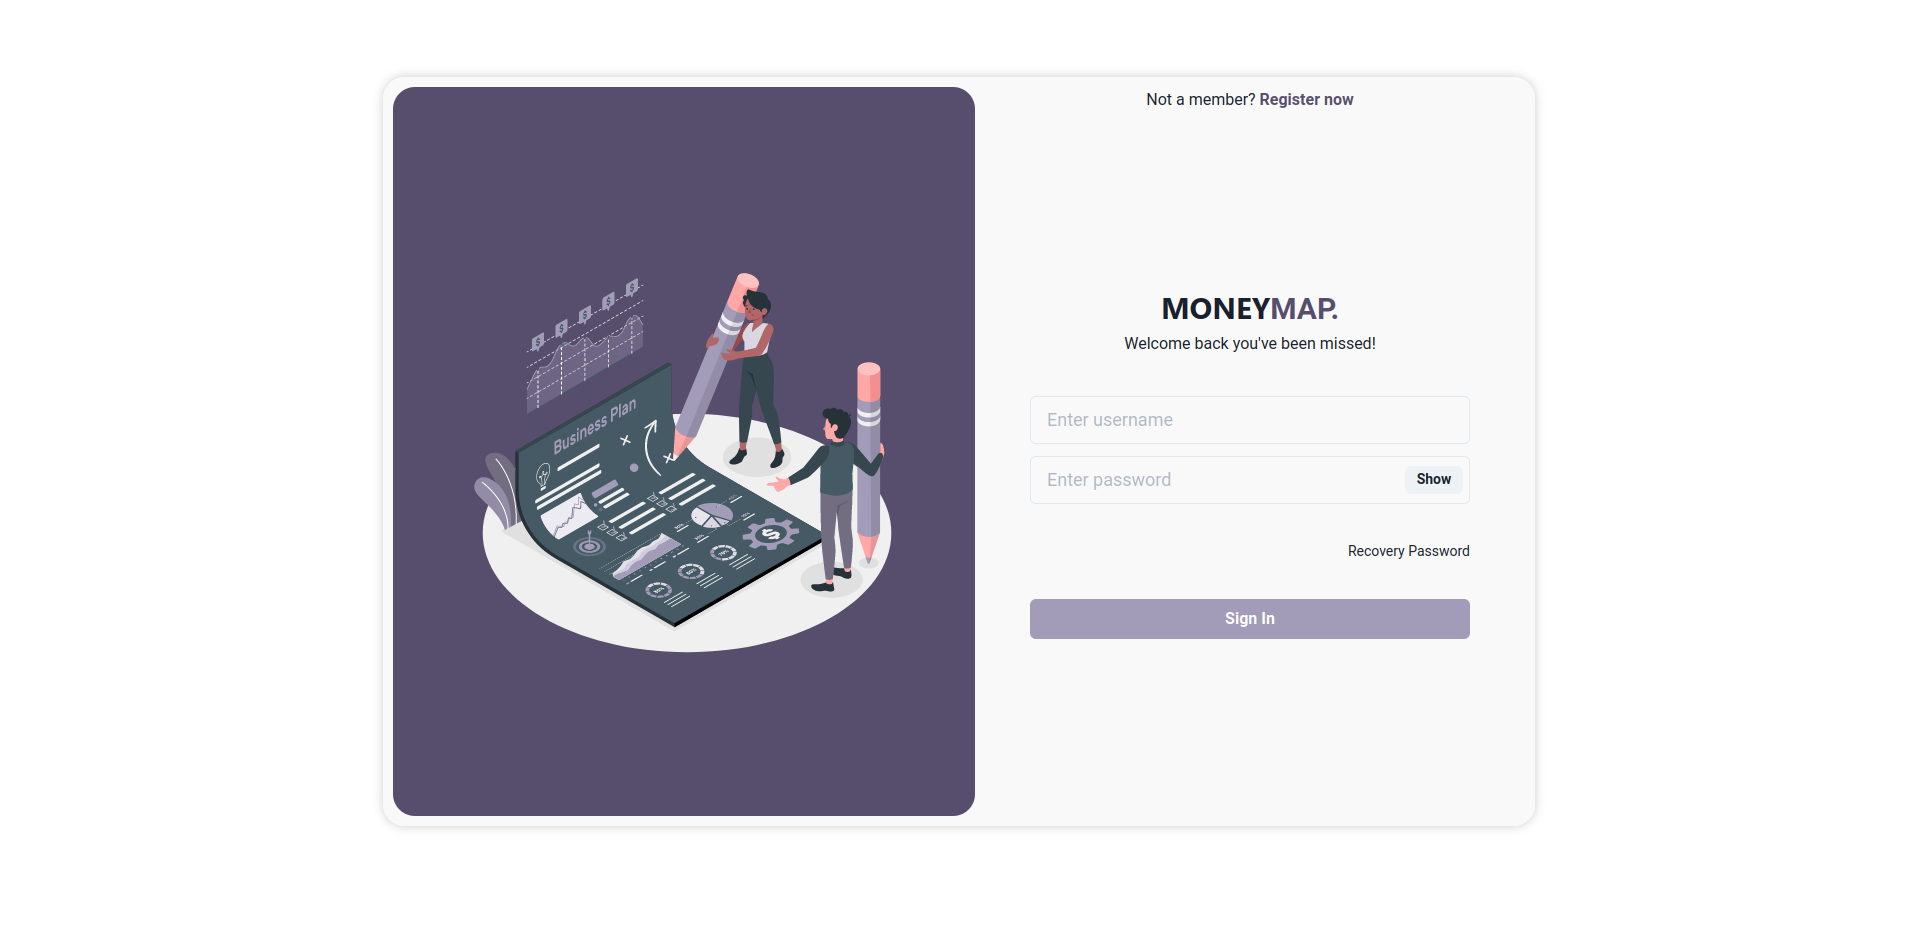 Not a member? Register now
MONEYMAP.
Welcome back you've been missed!
Enter username
Enter password
Show
Recovery Password
Sign In
Business Plan
$ $ $ $ $
$